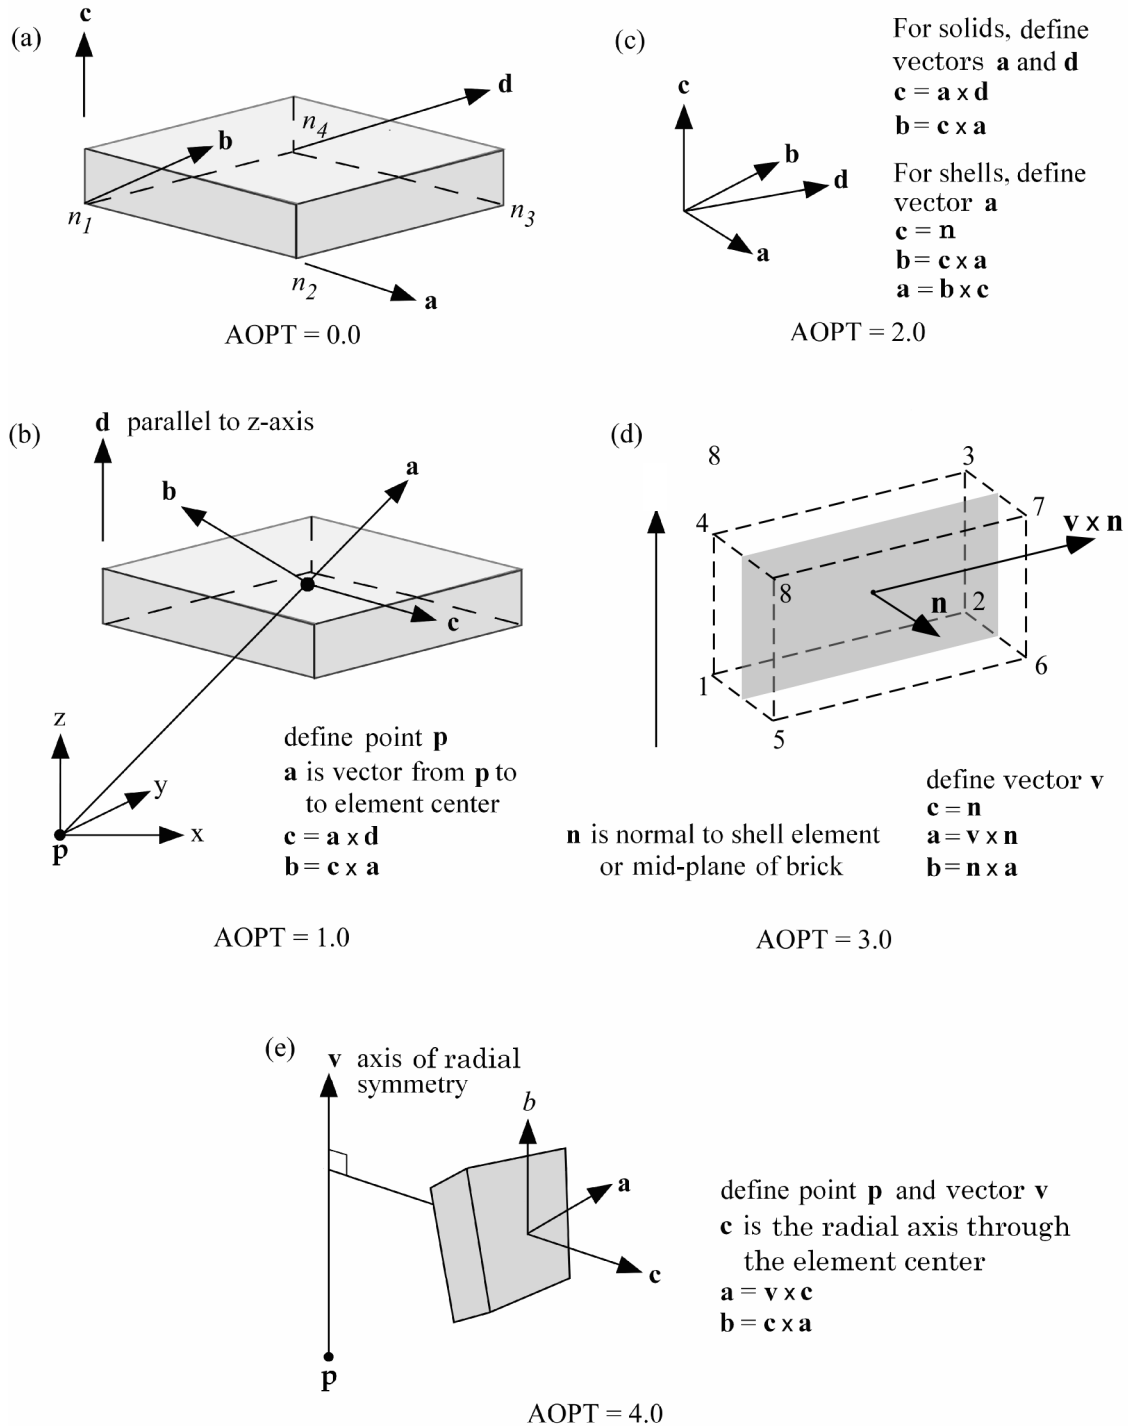 (a)
c
d
b
n4
n1
n3
n2
a
AOPT = 0.0
(c)
c
b
d
a
For solids, define
vectors a and d
c = a x d
b = c x a
For shells, define
vector a
c = n
b = c x a
a = b x c
AOPT = 2.0
(b)
d parallel to z-axis
a
b
c
z
y
x
p
define point p
a is vector from p to
to element center
c = a x d
b = c x a
AOPT = 1.0
(d)
8
3
4
7
v x n
8
n
2
1
6
5
define vector v
c = n
n is normal to shell element
a = v x n
or mid-plane of brick
b = n x a
AOPT = 3.0
(e)
v axis of radial
symmetry
b
a
c
p
define point p and vector v
c is the radial axis through
the element center
a = v x c
b = c x a
AOPT = 4.0